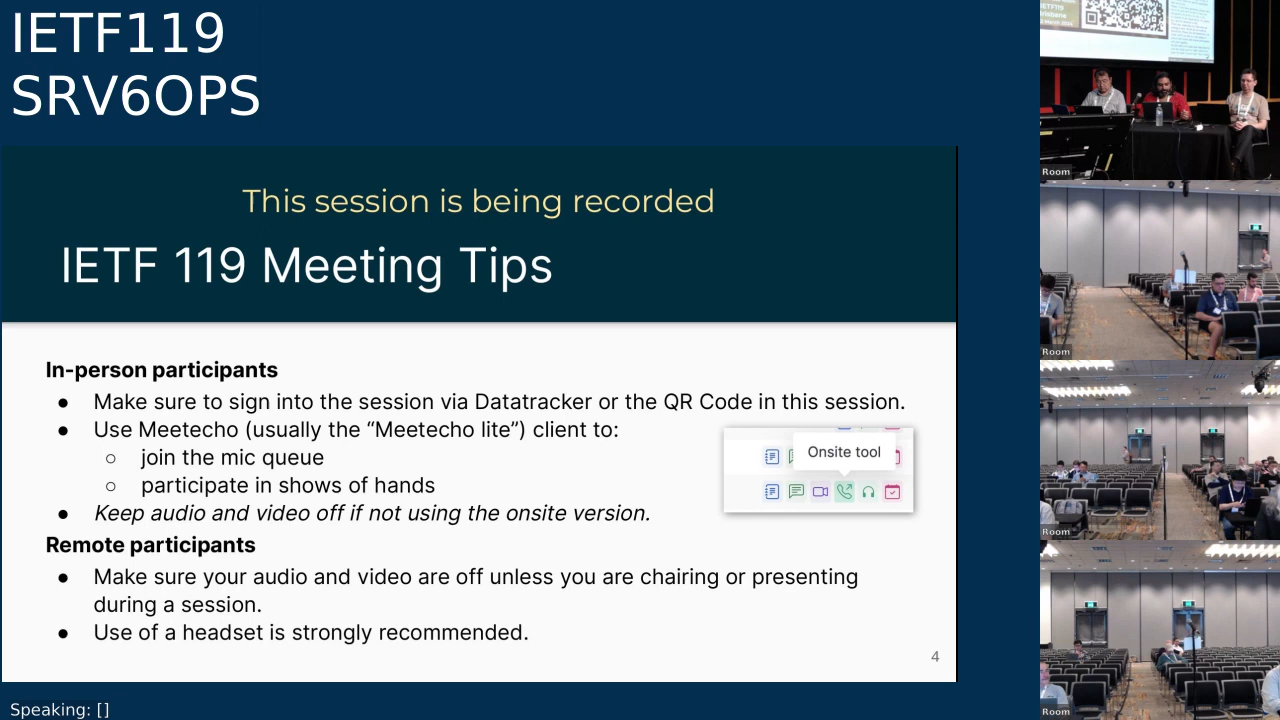 IETF119
SRV6OPS
This session is being recorded
IETF 119 Meeting Tips
In-person participants
● Make sure to sign into the session via Datatracker or the QR Code in this session.
● Use Meetecho (usually the “Meetecho lite”) client to:
○ join the mic queue
○ participate in shows of hands
● Keep audio and video off if not using the onsite version.
Onsite tool
Remote participants
● Make sure your audio and video are off unless you are chairing or presenting
during a session.
● Use of a headset is strongly recommended.
4
Speaking: []
IETF119
Room
Room
Room
Room